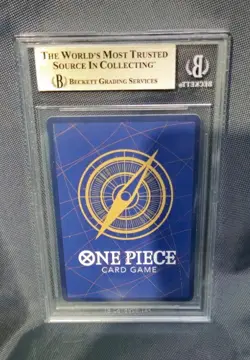 THE WORLD'S MOST TRUSTED
SOURCE IN COLLECTING
BECKETT GRADING SERVICES
B
BECKETT
ONE PIECE
CARD GAME